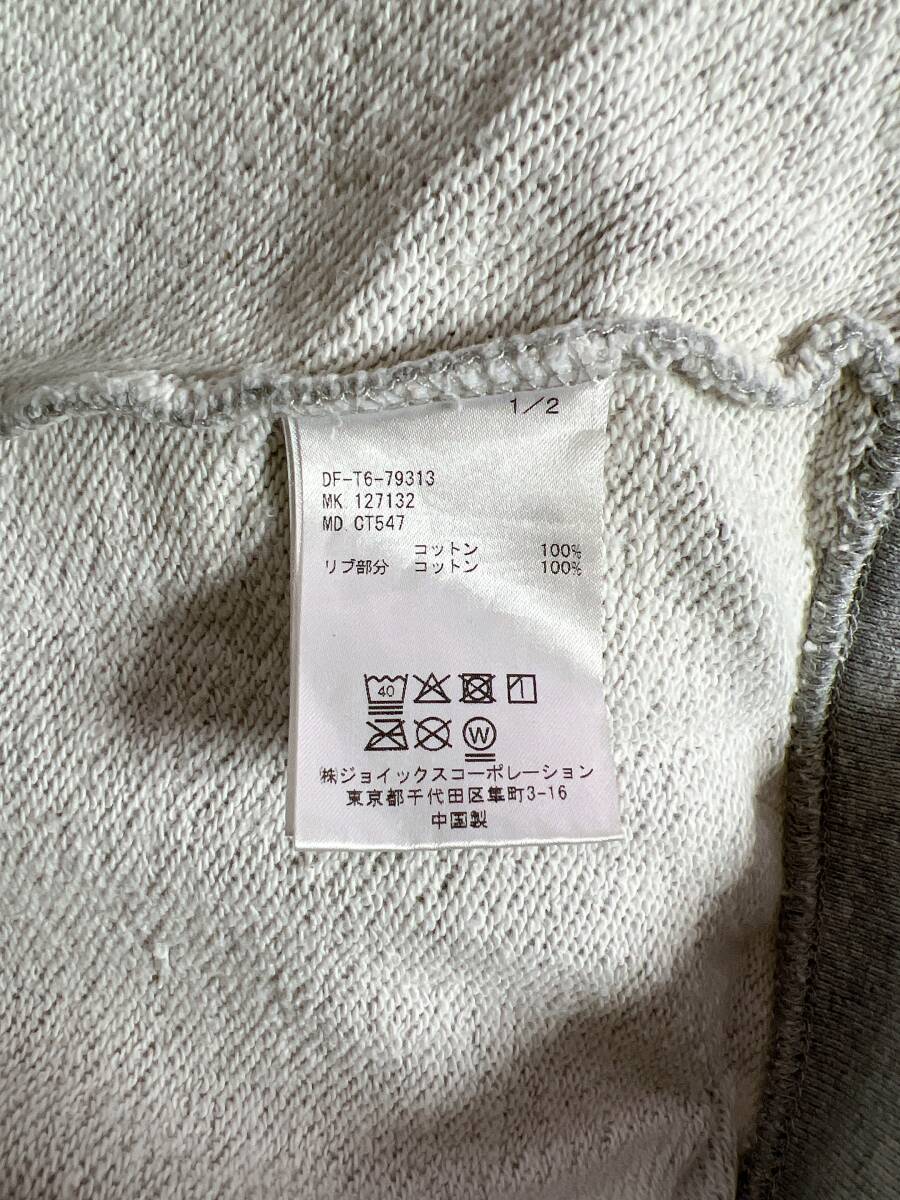 1/2
DF-T6-79313
MK. 127132
MD. CT547
コットン 100%
リブ部分 コットン 100%
40
W
㈱ジョイックスコーポレーション
東京都千代田区隼町3-16
中国製